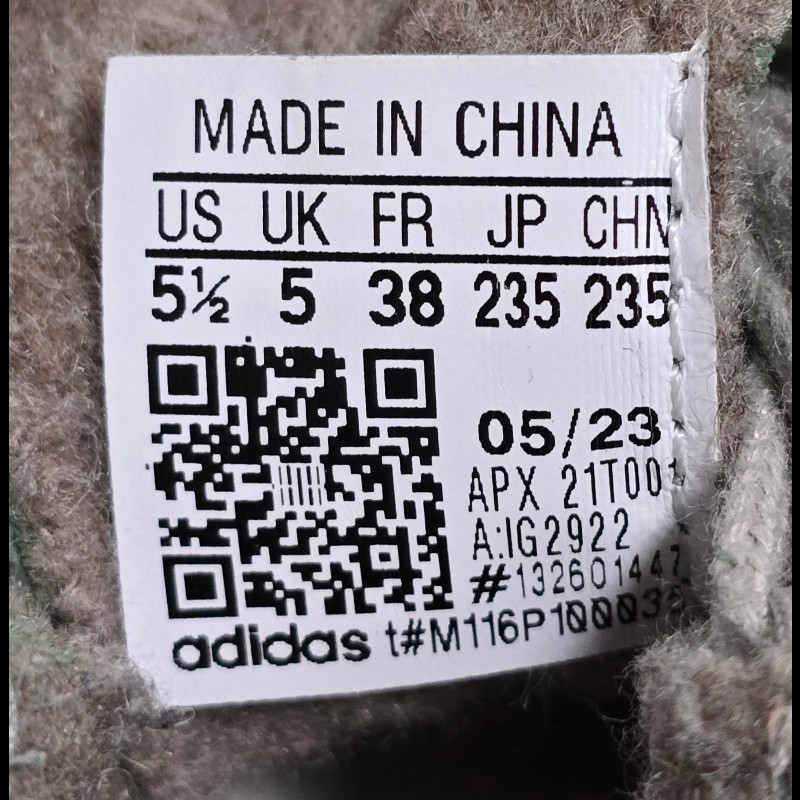 MADE IN CHINA
US UK FR JP CHN
5½ 5 38 235 235
05/23
APX 21T001
A:IG2922
#132601447
adidas